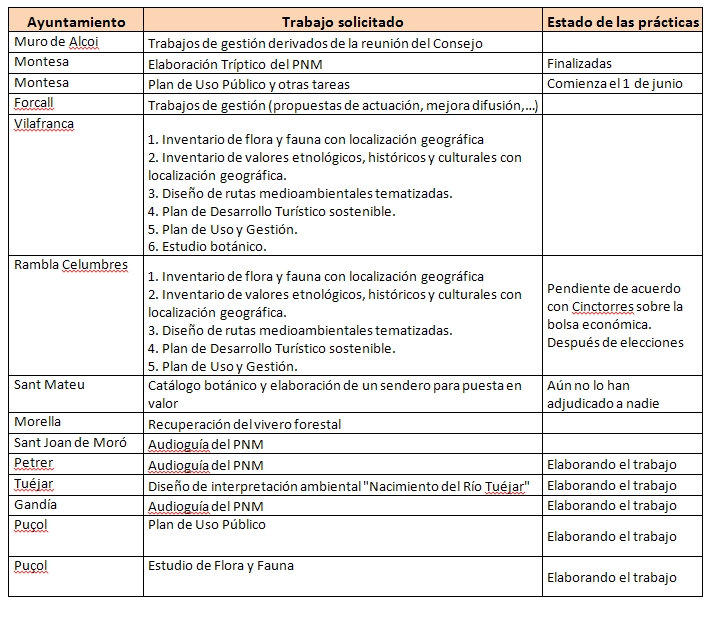 Ayuntamiento Trabajo solicitado Estado de las prácticas
Muro de Alcoi Trabajos de gestión derivados de la reunión del Consejo
Montesa Elaboración Tríptico del PNM Finalizadas
Montesa Plan de Uso Público y otras tareas Comienza el 1 de junio
Forcall Trabajos de gestión (propuestas de actuación, mejora difusión,...)
Vilafranca
1. Inventario de flora y fauna con localización geográfica
2. Inventario de valores etnológicos, históricos y culturales con
localización geográfica.
3. Diseño de rutas medioambientales tematizadas.
4. Plan de Desarrollo Turístico sostenible.
5. Plan de Uso y Gestión.
6. Estudio botánico.
Rambla Celumbres
1. Inventario de flora y fauna con localización geográfica
2. Inventario de valores etnológicos, históricos y culturales con
localización geográfica.
3. Diseño de rutas medioambientales tematizadas.
4. Plan de Desarrollo Turístico sostenible.
5. Plan de Uso y Gestión.
Pendiente de acuerdo
con Cinctorres sobre la
bolsa económica.
Después de elecciones
Sant Mateu Catálogo botánico y elaboración de un sendero para puesta en
valor
Aún no lo han
adjudicado a nadie
Morella Recuperación del vivero forestal
Sant Joan de Moró Audioguía del PNM
Petrer Audioguía del PNM Elaborando el trabajo
Tuéjar Diseño de interpretación ambiental "Nacimiento del Río Tuéjar" Elaborando el trabajo
Gandía Audioguía del PNM Elaborando el trabajo
Puçol Plan de Uso Público Elaborando el trabajo
Puçol Estudio de Flora y Fauna Elaborando el trabajo